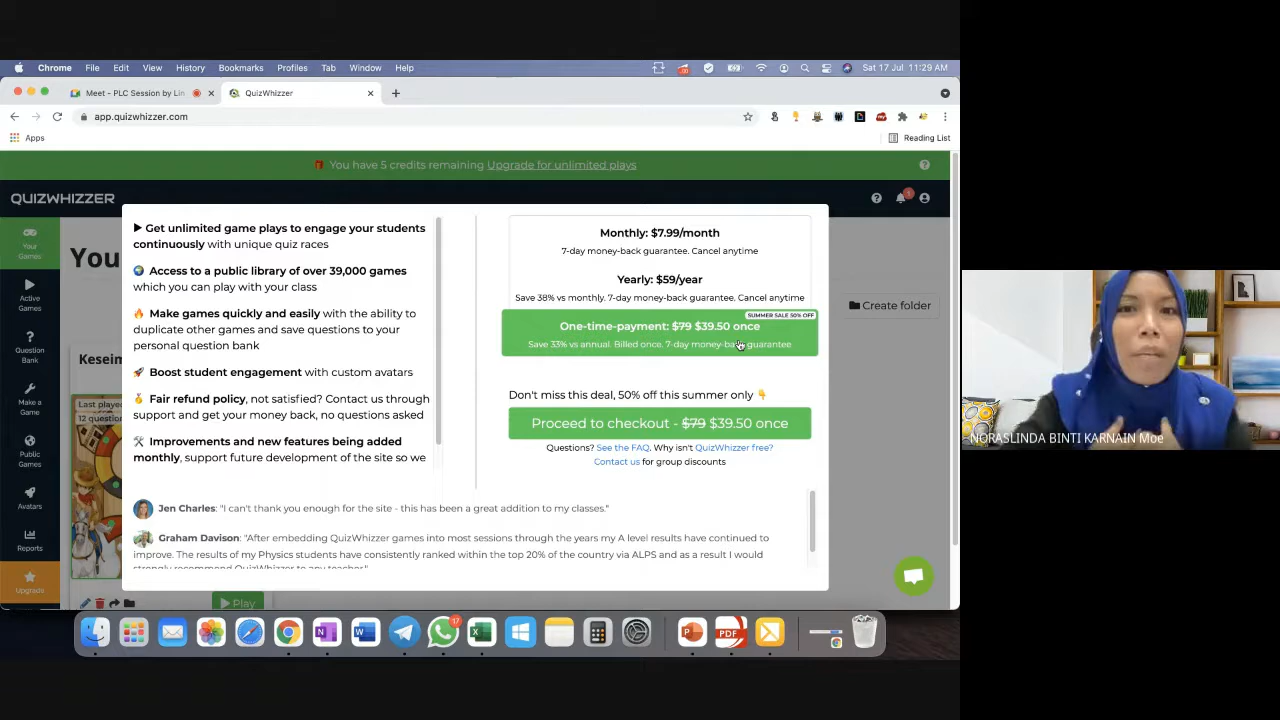 Chrome File Edit View History Bookmarks Profiles Tab Window Help Sat 17 Jul 11:29 AM
Meet - PLC Session by Lin
QuizWhizzer
app.quizwhizzer.com
Apps
Reading List
You have 5 credits remaining Upgrade for unlimited plays
QUIZWHIZZER
Your Games
Active Games
Question Bank
Make a Game
Public Games
Avatars
Reports
Upgrade
You
Create folder
Keseim
Last played
12 question
Play
▶ Get unlimited game plays to engage your students
continuously with unique quiz races
🌍 Access to a public library of over 39,000 games
which you can play with your class
🔥 Make games quickly and easily with the ability to
duplicate other games and save questions to your
personal question bank
🚀 Boost student engagement with custom avatars
🥇 Fair refund policy, not satisfied? Contact us through
support and get your money back, no questions asked
🛠 Improvements and new features being added
monthly, support future development of the site so we
Monthly: $7.99/month
7-day money-back guarantee. Cancel anytime
Yearly: $59/year
Save 38% vs monthly. 7-day money-back guarantee. Cancel anytime
SUMMER SALE 50% OFF
One-time-payment: $79 $39.50 once
Save 33% vs annual. Billed once. 7-day money-back guarantee
Don't miss this deal, 50% off this summer only 👇
Proceed to checkout - $79 $39.50 once
Questions? See the FAQ. Why isn't QuizWhizzer free?
Contact us for group discounts
Jen Charles: "I can't thank you enough for the site - this has been a great addition to my classes."
Graham Davison: "After embedding QuizWhizzer games into most sessions through the years my A level results have continued to
improve. The results of my Physics students have consistently ranked within the top 20% of the country via ALPS and as a result I would
strongly recommend QuizWhizzer to any teacher."
NORASLINDA BINTI KARNAIN Moe
17
PDF